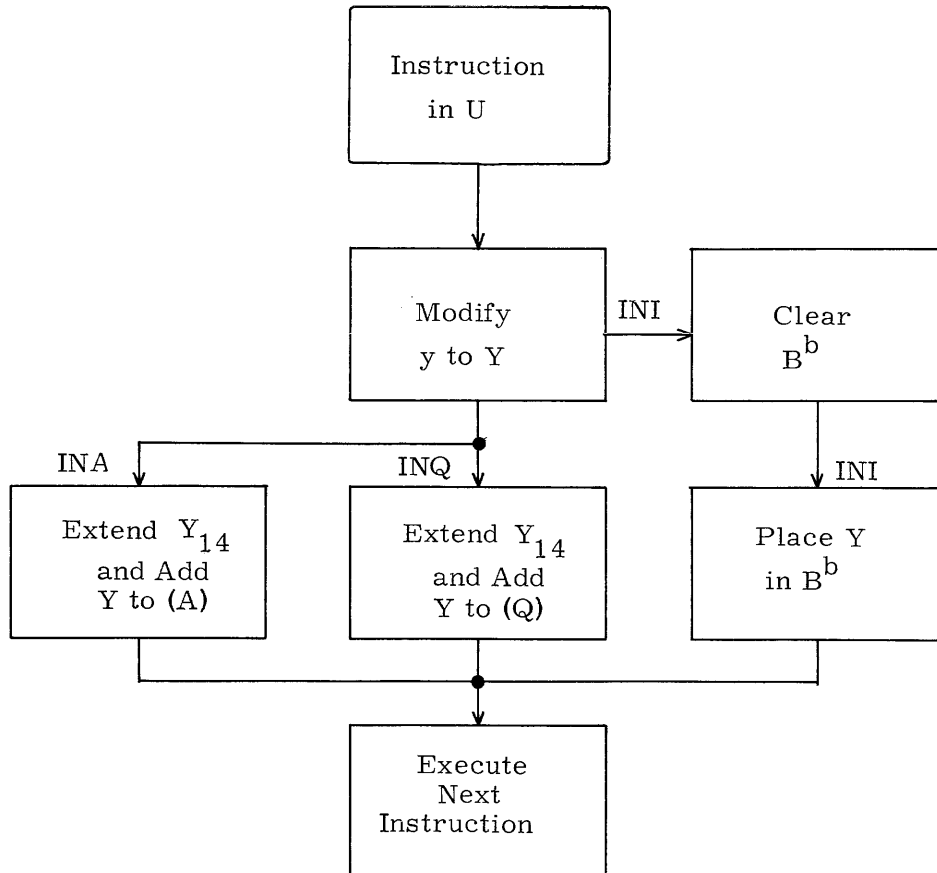 Instruction
in U
Modify
y to Y
INI
Clear
B^b
INA
Extend Y_14
and Add
Y to (A)
INQ
Extend Y_14
and Add
Y to (Q)
INI
Place Y
in B^b
Execute
Next
Instruction